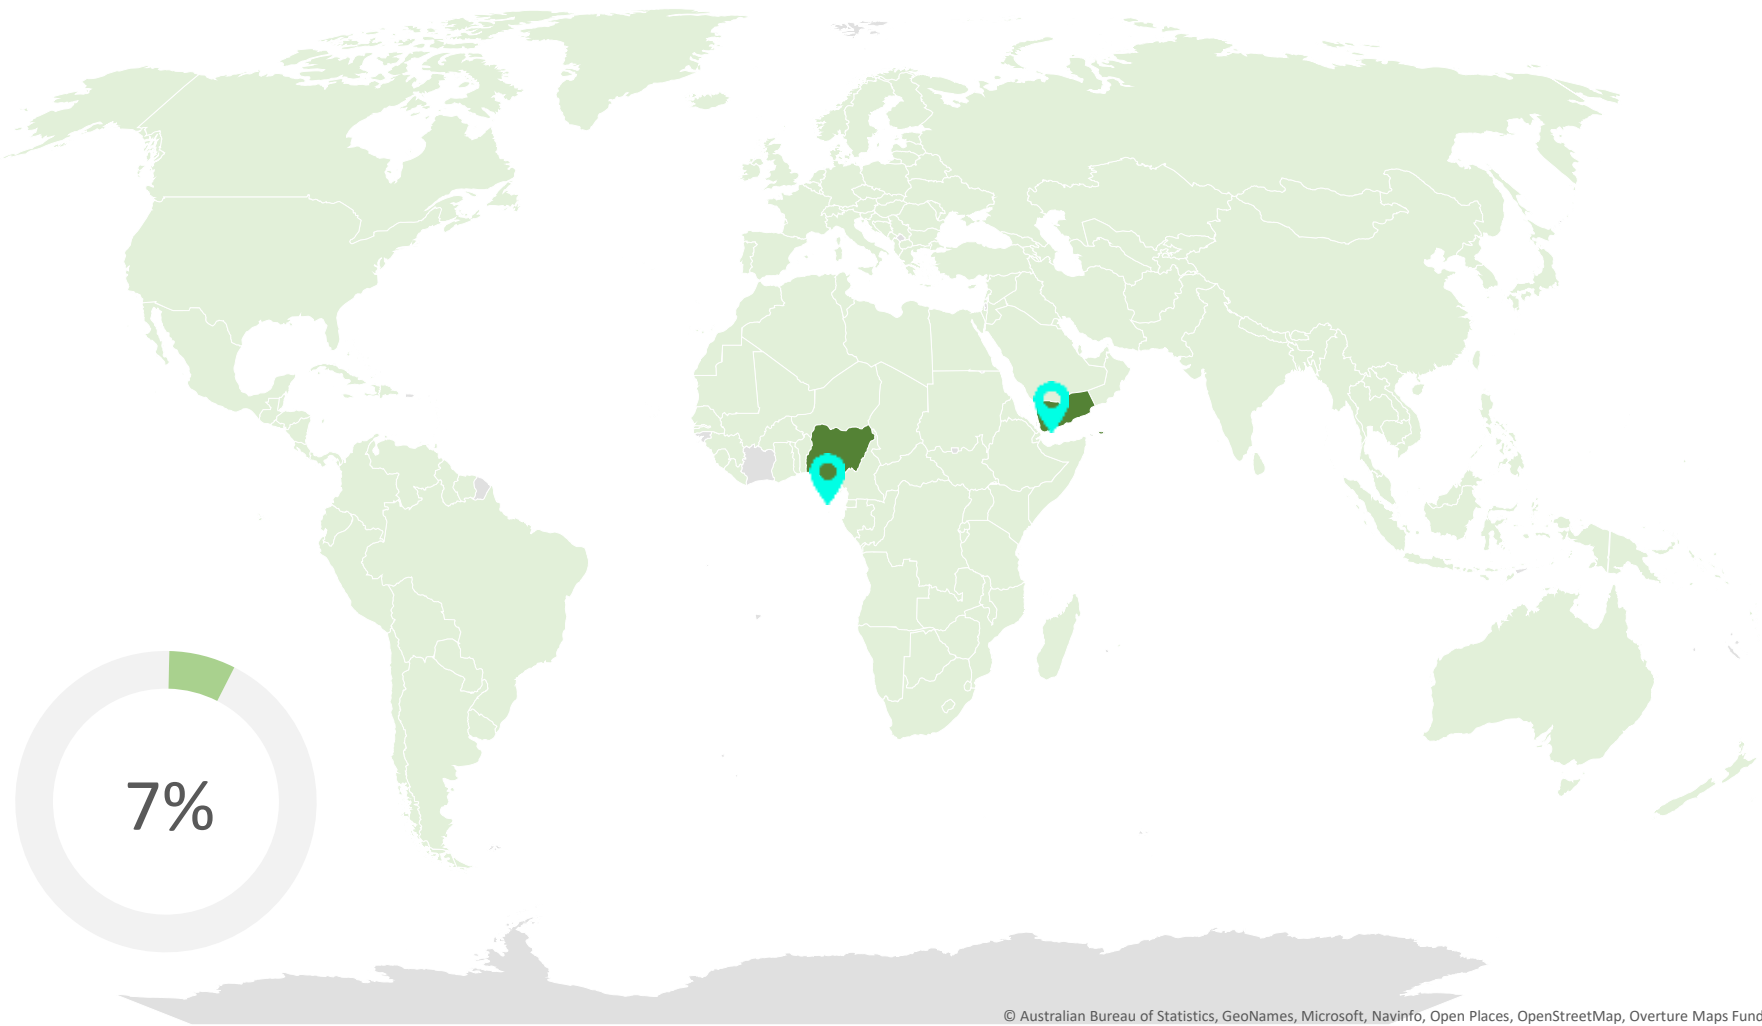 7%
© Australian Bureau of Statistics, GeoNames, Microsoft, Navinfo, Open Places, OpenStreetMap, Overture Maps Fund